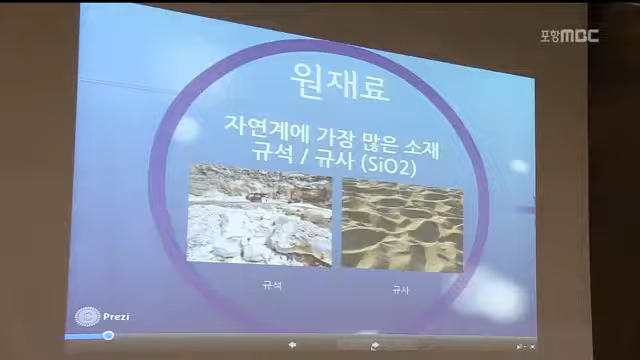 포항MBC
원재료
자연계에 가장 많은 소재
규석 / 규사 (SiO2)
규석
규사
Prezi